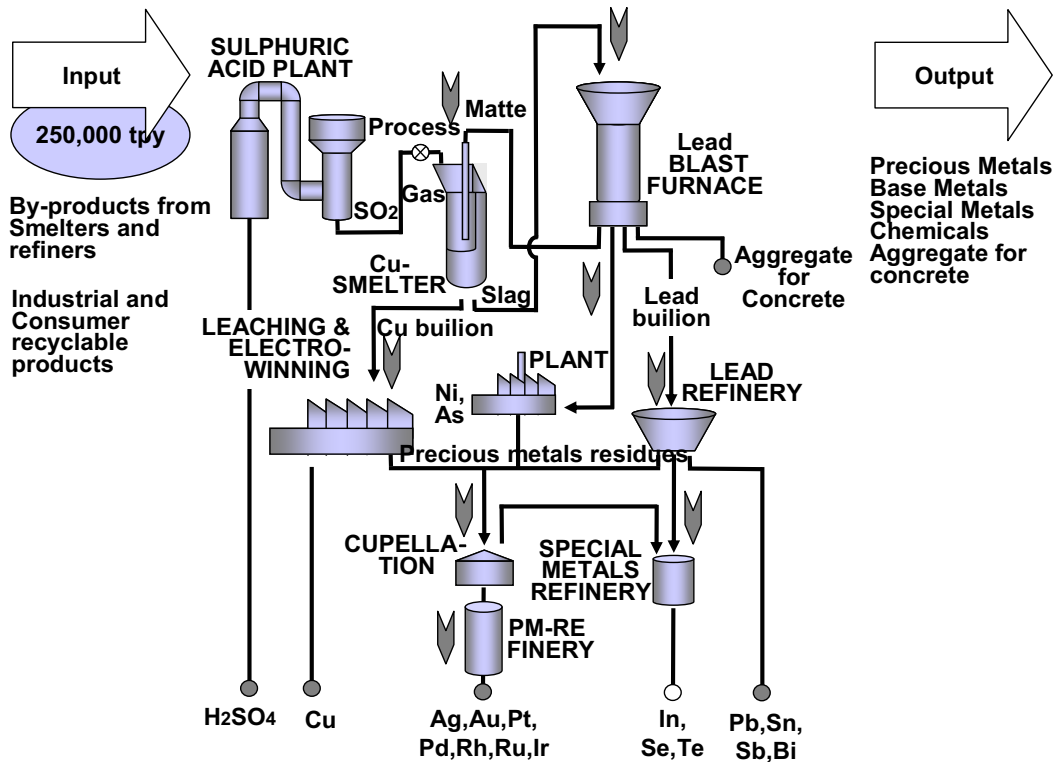 Input
250,000 tpy
By-products from
Smelters and
refiners
Industrial and
Consumer
recyclable
products
SULPHURIC
ACID PLANT
Process
Gas
SO2
Matte
Cu-
SMELTER
Slag
Cu builion
LEACHING &
ELECTRO-
WINNING
Lead
BLAST
FURNACE
Aggregate
for
Concrete
Lead
builion
PLANT
Ni,
As
LEAD
REFINERY
Precious metals residues
CUPELLA-
TION
SPECIAL
METALS
REFINERY
PM-RE
FINERY
H2SO4
Cu
Ag,Au,Pt,
Pd,Rh,Ru,Ir
In,
Se,Te
Pb,Sn,
Sb,Bi
Output
Precious Metals
Base Metals
Special Metals
Chemicals
Aggregate for
concrete